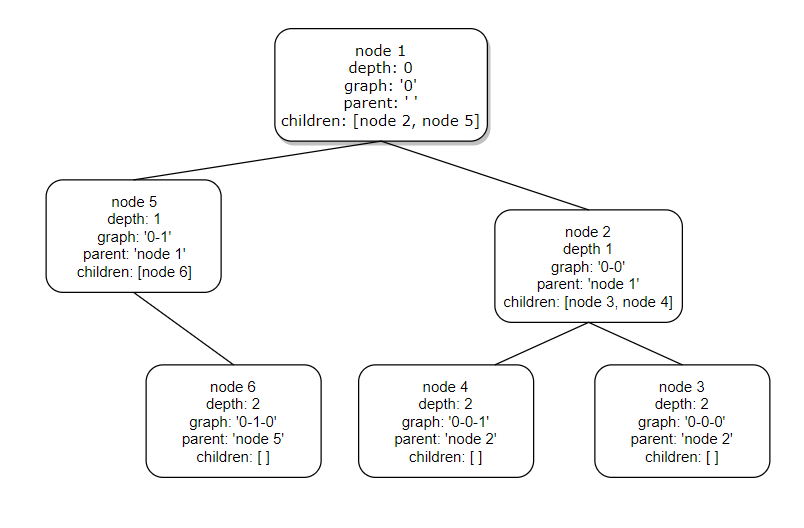 node 1
depth: 0
graph: '0'
parent: ' '
children: [node 2, node 5]
node 5
depth: 1
graph: '0-1'
parent: 'node 1'
children: [node 6]
node 2
depth 1
graph: '0-0'
parent: 'node 1'
children: [node 3, node 4]
node 6
depth: 2
graph: '0-1-0'
parent: 'node 5'
children: [ ]
node 4
depth: 2
graph: '0-0-1'
parent: 'node 2'
children: [ ]
node 3
depth: 2
graph: '0-0-0'
parent: 'node 2'
children: [ ]